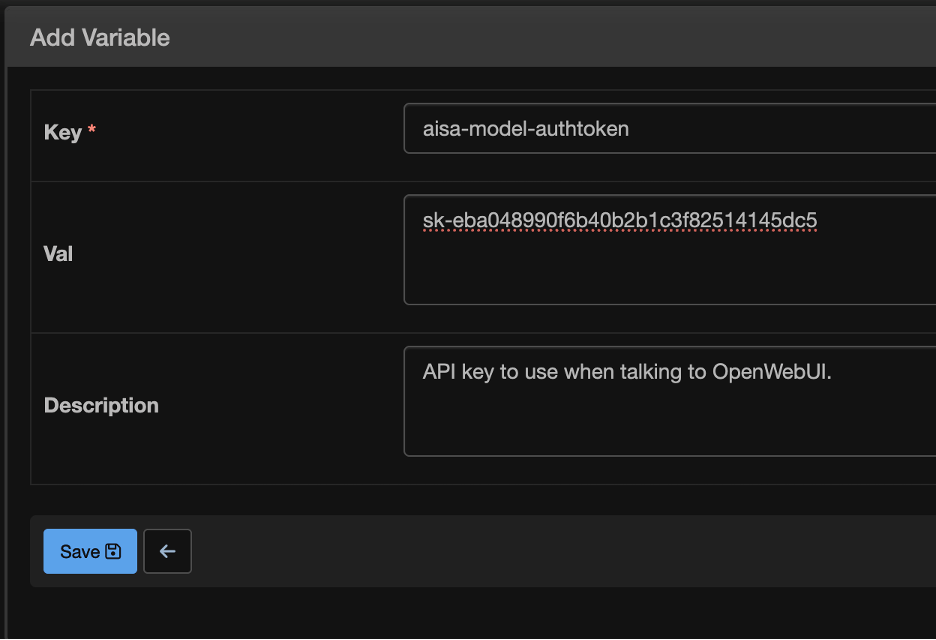 Add Variable
Key *
aisa-model-authtoken
Val
sk-eba048990f6b40b2b1c3f82514145dc5
Description
API key to use when talking to OpenWebUI.
Save